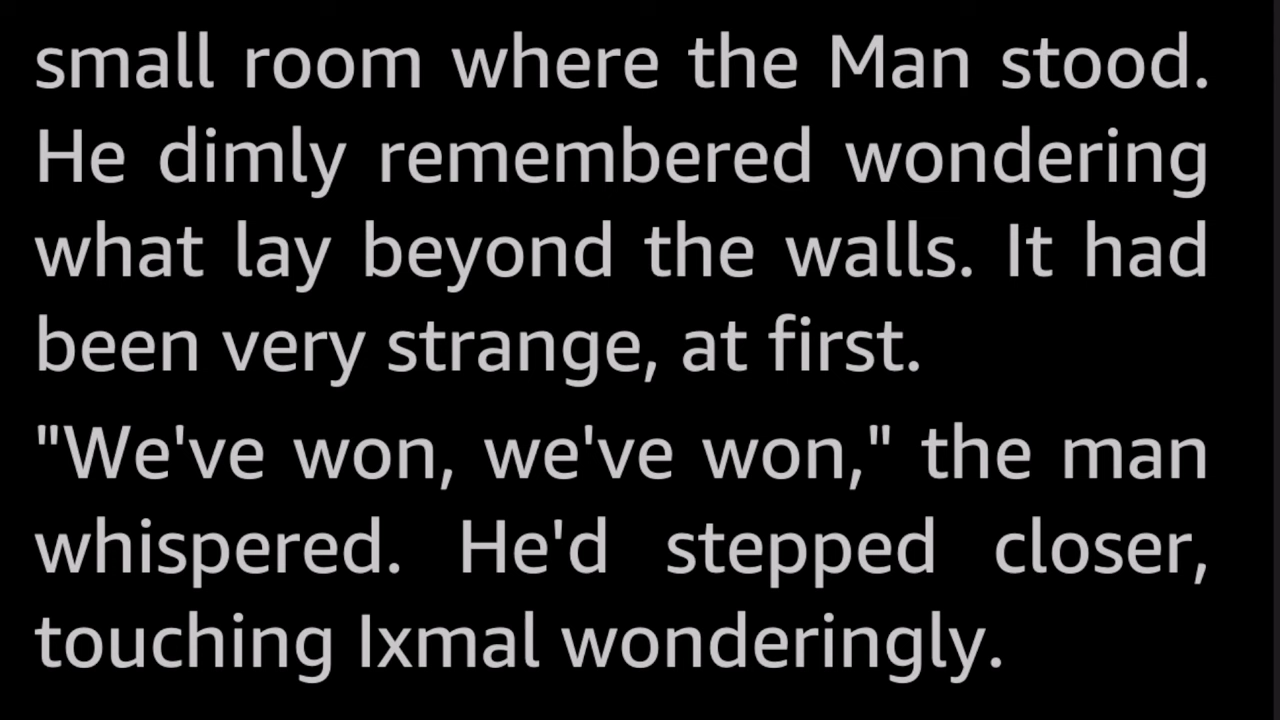 small room where the Man stood.
He dimly remembered wondering
what lay beyond the walls. It had
been very strange, at first.
"We've won, we've won," the man
whispered. He'd stepped closer,
touching Ixmal wonderingly.